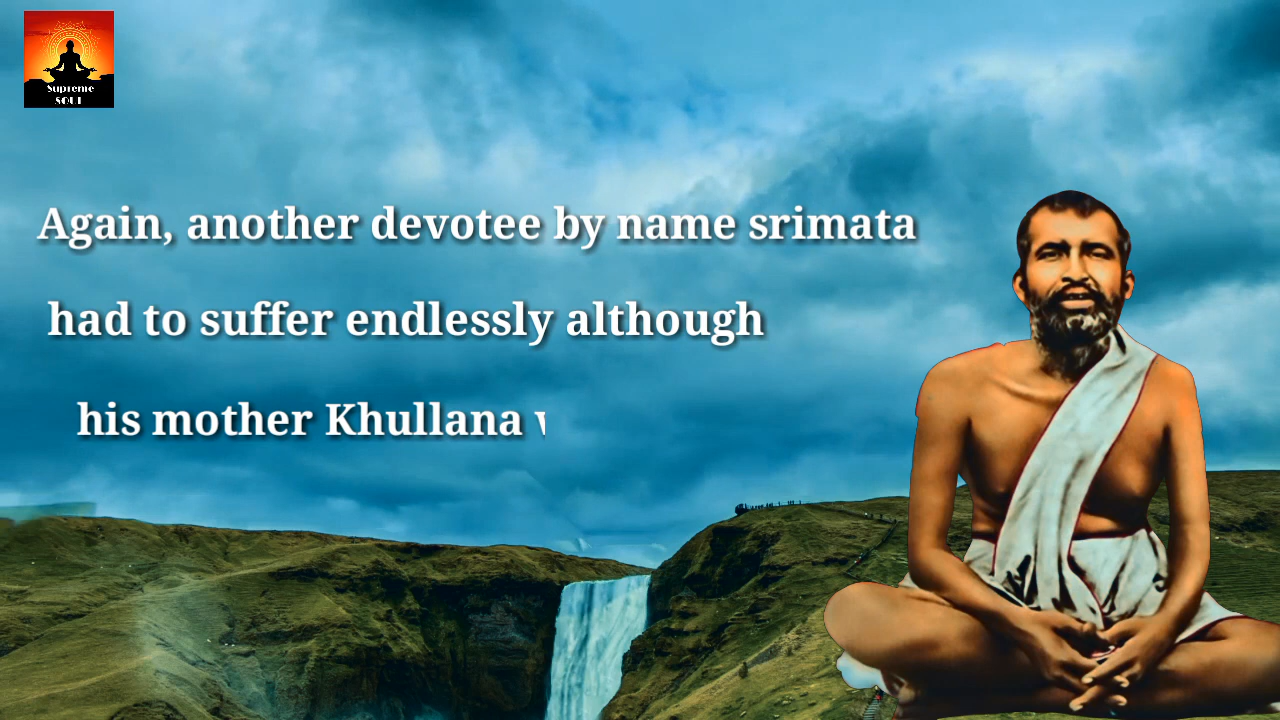 Supreme
SOUL
Again, another devotee by name srimata
had to suffer endlessly although
his mother Khullana